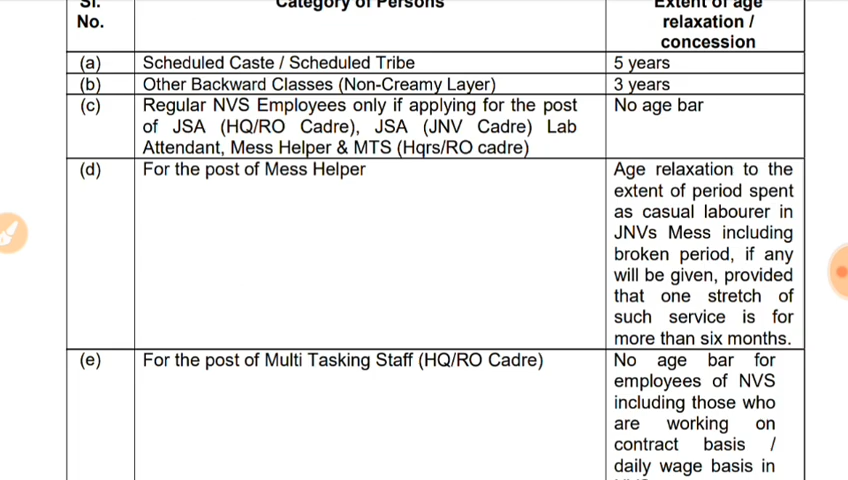 Sl.
No.
Category of Persons
Extent of age
relaxation /
concession
(a)
Scheduled Caste / Scheduled Tribe
5 years
(b)
Other Backward Classes (Non-Creamy Layer)
3 years
(c)
Regular NVS Employees only if applying for the post
of JSA (HQ/RO Cadre), JSA (JNV Cadre) Lab
Attendant, Mess Helper & MTS (Hqrs/RO cadre)
No age bar
(d)
For the post of Mess Helper
Age relaxation to the
extent of period spent
as casual labourer in
JNVs Mess including
broken period, if any
will be given, provided
that one stretch of
such service is for
more than six months.
(e)
For the post of Multi Tasking Staff (HQ/RO Cadre)
No age bar for
employees of NVS
including those who
are working on
contract basis /
daily wage basis in